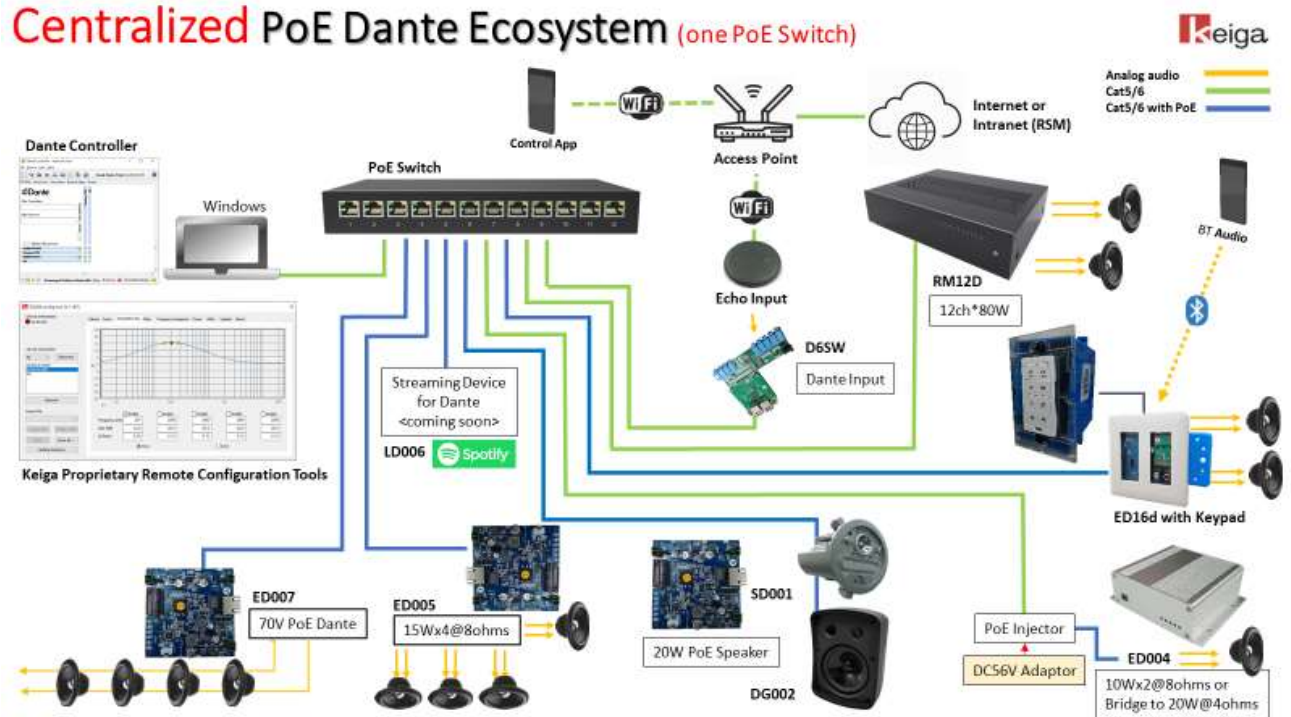 Centralized PoE Dante Ecosystem (one PoE Switch)
Keiga
Analog audio
Cat5/6
Cat5/6 with PoE
WiFi
Control App
Internet or
Intranet (RSM)
Access Point
Dante Controller
Dante
Windows
PoE Switch
WiFi
BT Audio
Echo Input
RM12D
12ch*80W
D6SW
Dante Input
Streaming Device
for Dante
<coming soon>
LD006
Spotify
Keiga Proprietary Remote Configuration Tools
ED16d with Keypad
ED007
70V PoE Dante
ED005
15Wx4@8ohms
SD001
20W PoE Speaker
DG002
PoE Injector
DC56V Adaptor
ED004
10Wx2@8ohms or
Bridge to 20W@4ohms